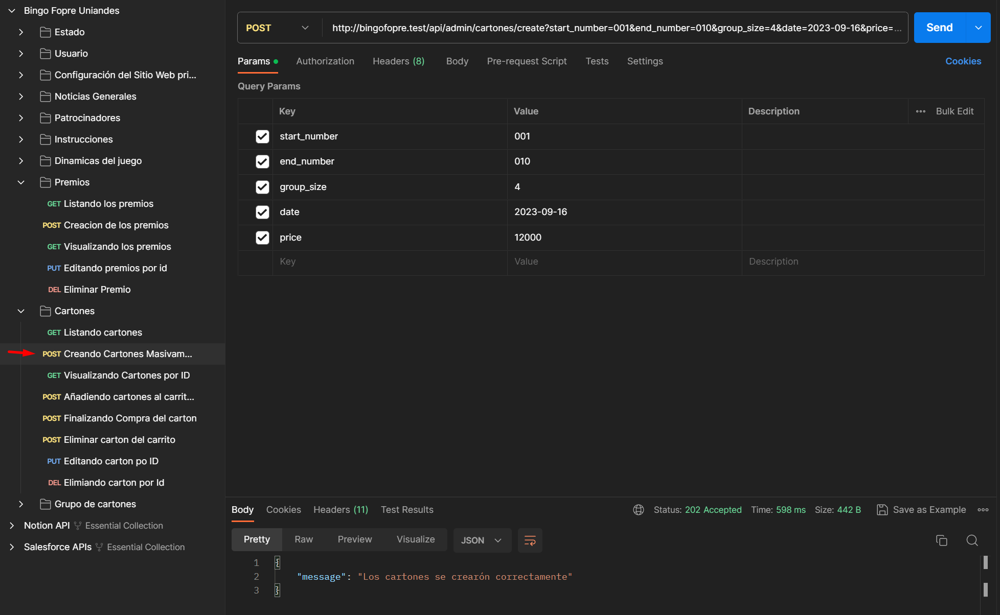 Bingo Fopre Uniandes
Estado
Usuario
Configuración del Sitio Web pri...
Noticias Generales
Patrocinadores
Instrucciones
Dinamicas del juego
Premios
GET Listando los premios
POST Creacion de los premios
GET Visualizando los premios
PUT Editando premios por id
DEL Eliminar Premio
Cartones
GET Listando cartones
POST Creando Cartones Masivam...
GET Visualizando Cartones por ID
POST Añadiendo cartones al carrit...
POST Finalizando Compra del carton
POST Eliminar carton del carrito
PUT Editando carton po ID
DEL Elimiando carton por Id
Grupo de cartones
Notion API Essential Collection
Salesforce APIs Essential Collection
POST http://bingofopre.test/api/admin/cartones/create?start_number=001&end_number=010&group_size=4&date=2023-09-16&price=... Send
Params Authorization Headers (8) Body Pre-request Script Tests Settings Cookies
Query Params
Key Value Description Bulk Edit
start_number 001
end_number 010
group_size 4
date 2023-09-16
price 12000
Key Value Description
Body Cookies Headers (11) Test Results Status: 202 Accepted Time: 598 ms Size: 442 B Save as Example
Pretty Raw Preview Visualize JSON
1 {
2 "message": "Los cartones se crearón correctamente"
3 }